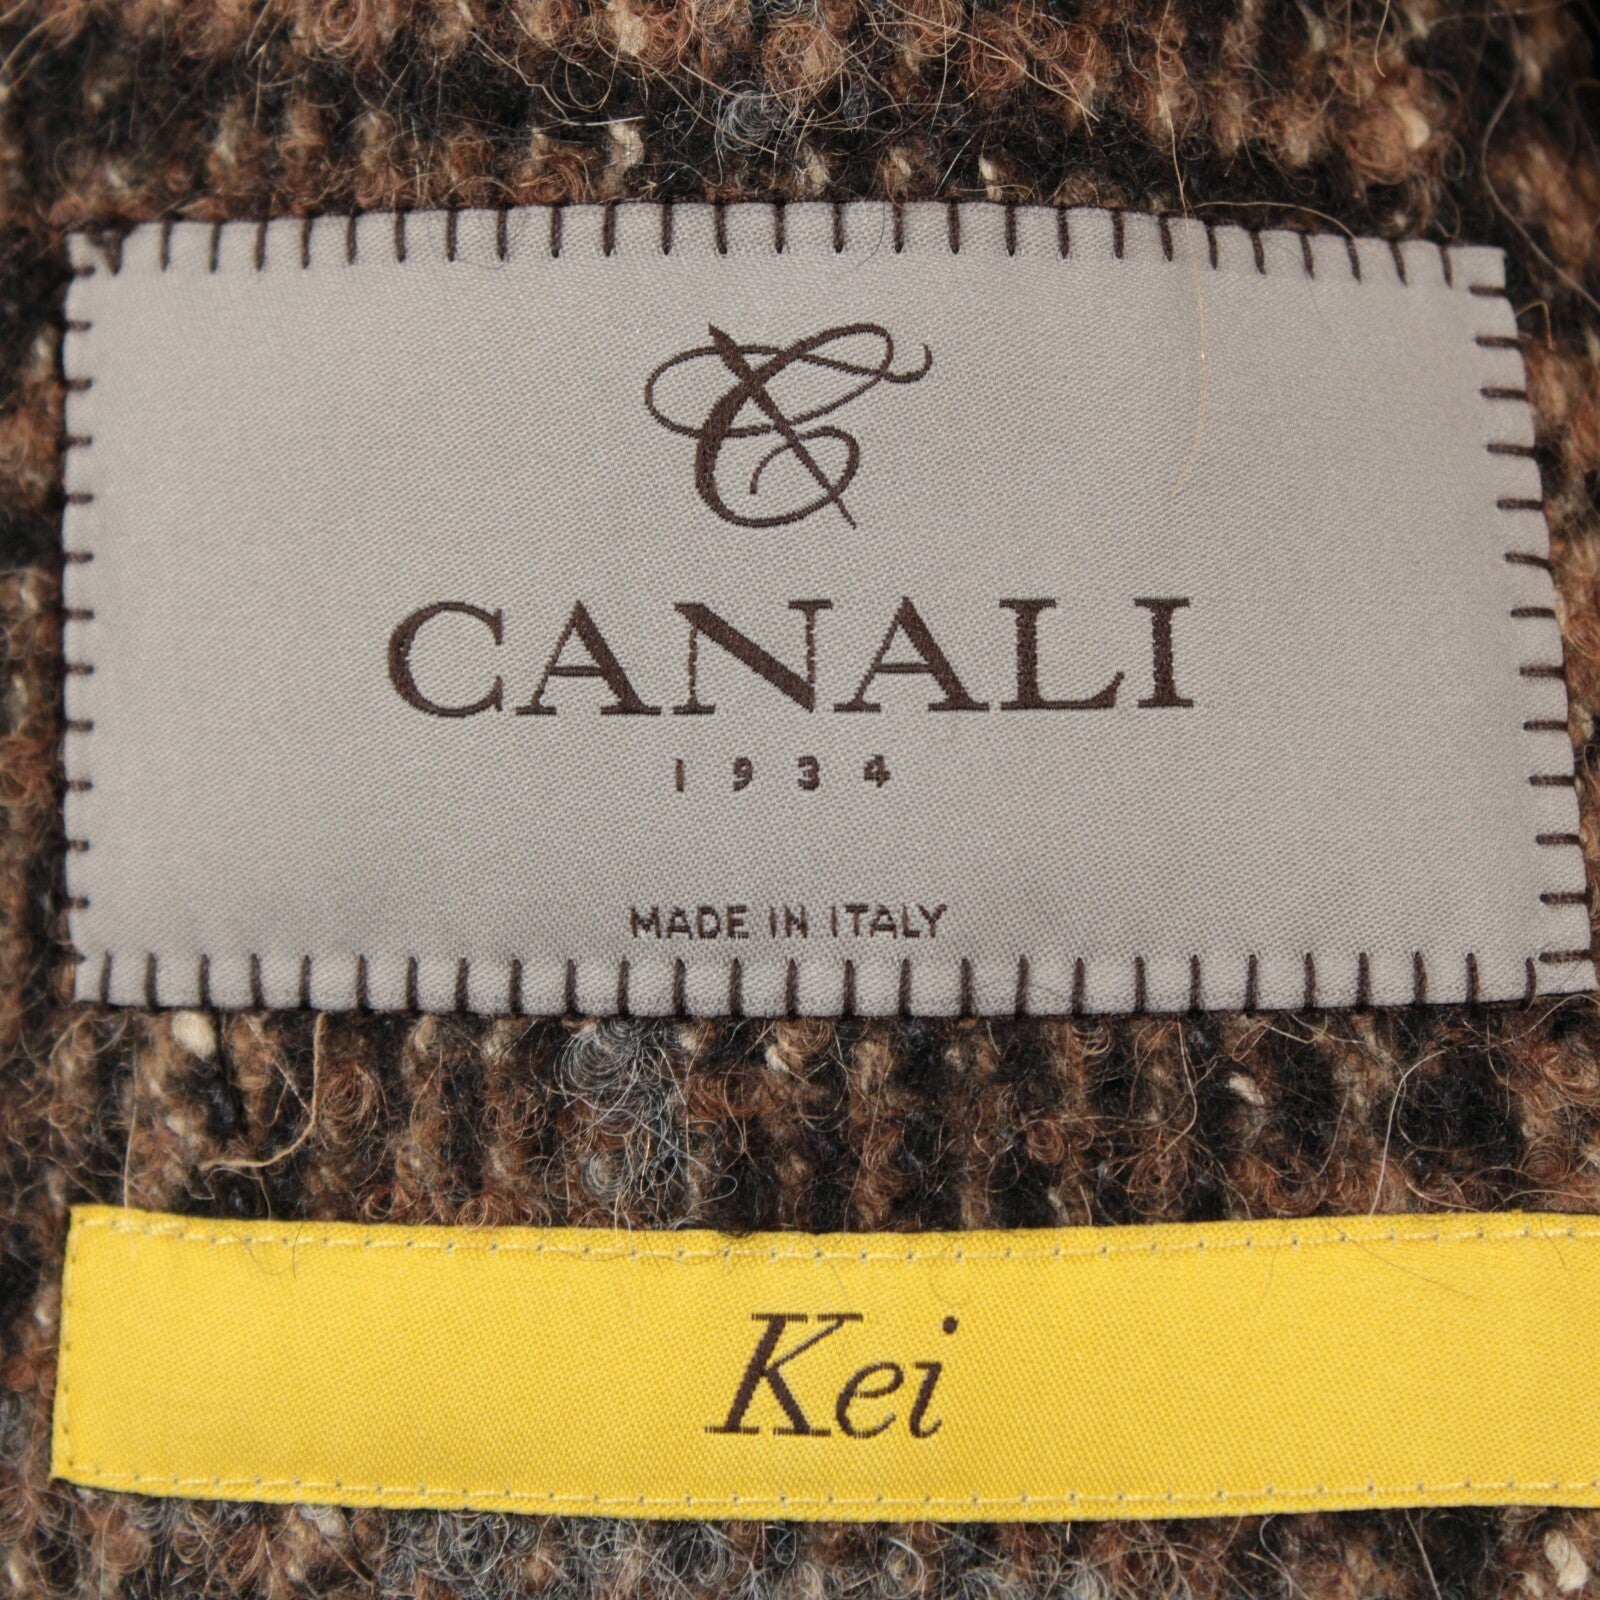 CANALI
1934
MADE IN ITALY
Kei